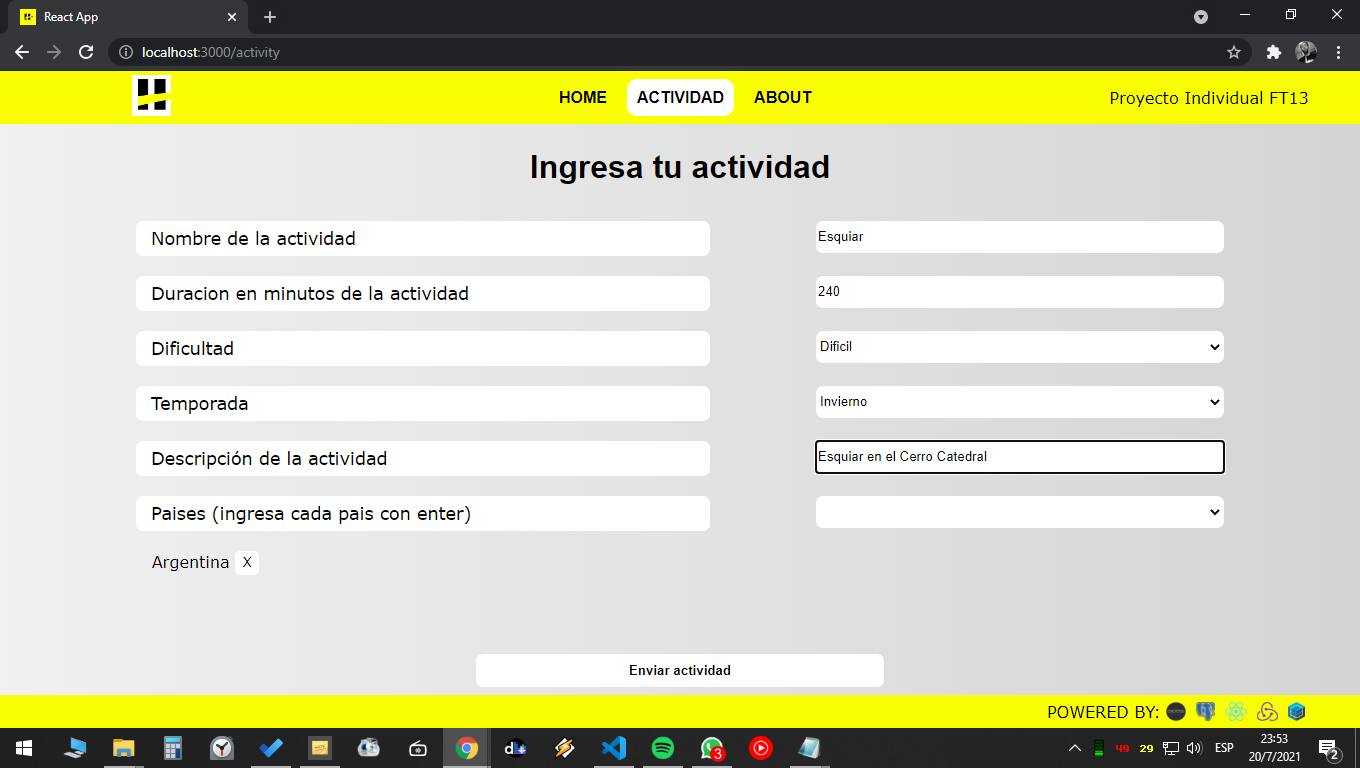 React App
localhost:3000/activity
HOME ACTIVIDAD ABOUT Proyecto Individual FT13
Ingresa tu actividad
Nombre de la actividad Esquiar
Duracion en minutos de la actividad 240
Dificultad Dificil
Temporada Invierno
Descripción de la actividad Esquiar en el Cerro Catedral
Paises (ingresa cada pais con enter)
Argentina X
Enviar actividad
POWERED BY:
3
49 29 ESP
23:53
20/7/2021
2